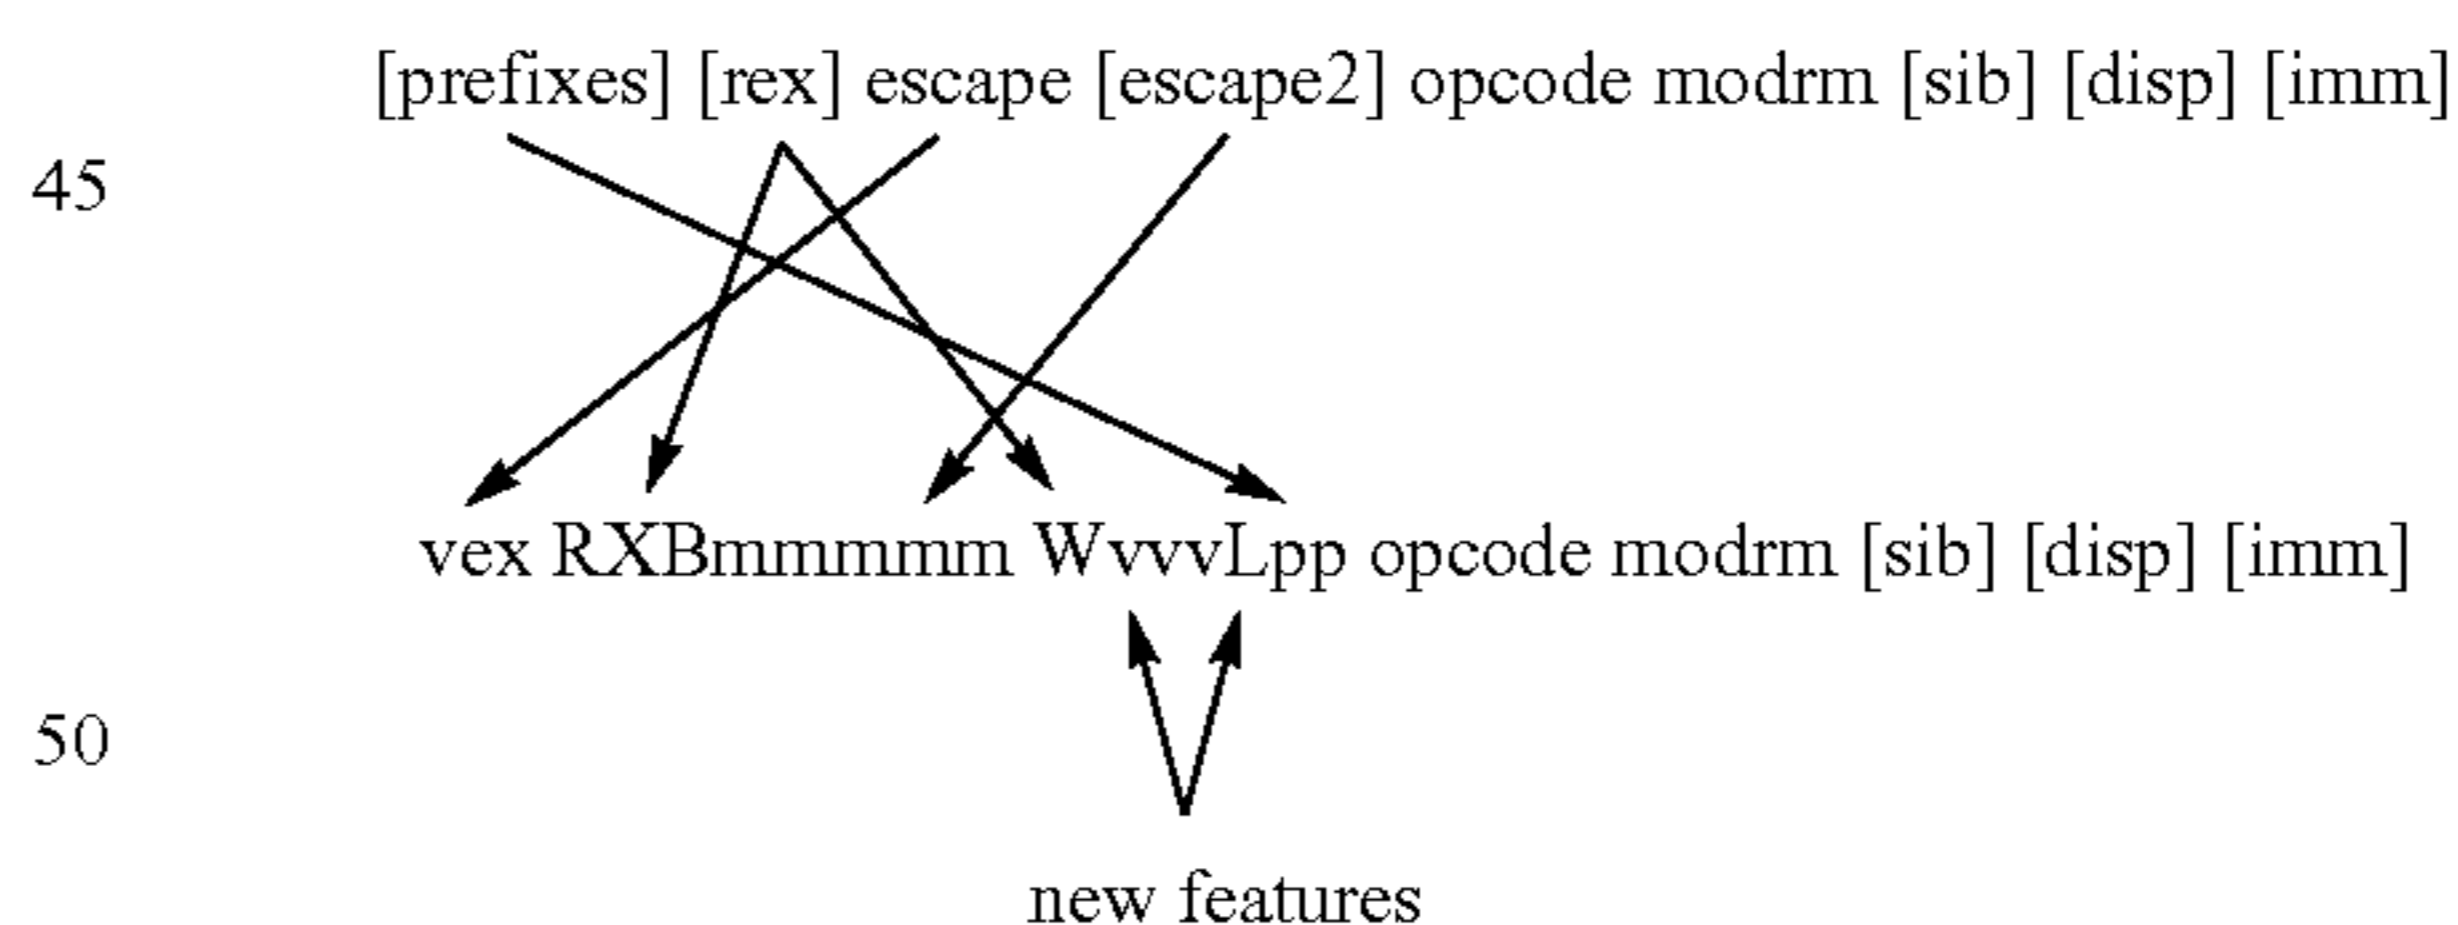 [prefixes] [rex] escape [escape2] opcode modrm [sib] [disp] [imm]
45
vex RXBmmmmm WvvvLpp opcode modrm [sib] [disp] [imm]
50
new features